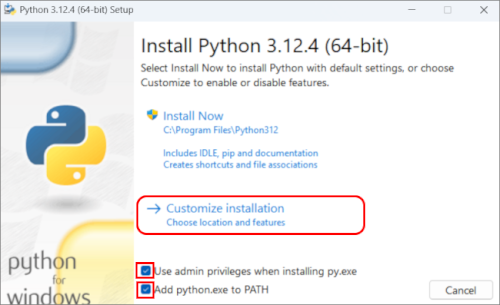 Python 3.12.4 (64-bit) Setup
Install Python 3.12.4 (64-bit)
Select Install Now to install Python with default settings, or choose
Customize to enable or disable features.
Install Now
C:\Program Files\Python312
Includes IDLE, pip and documentation
Creates shortcuts and file associations
Customize installation
Choose location and features
Use admin privileges when installing py.exe
Add python.exe to PATH
Cancel
python
for
windows